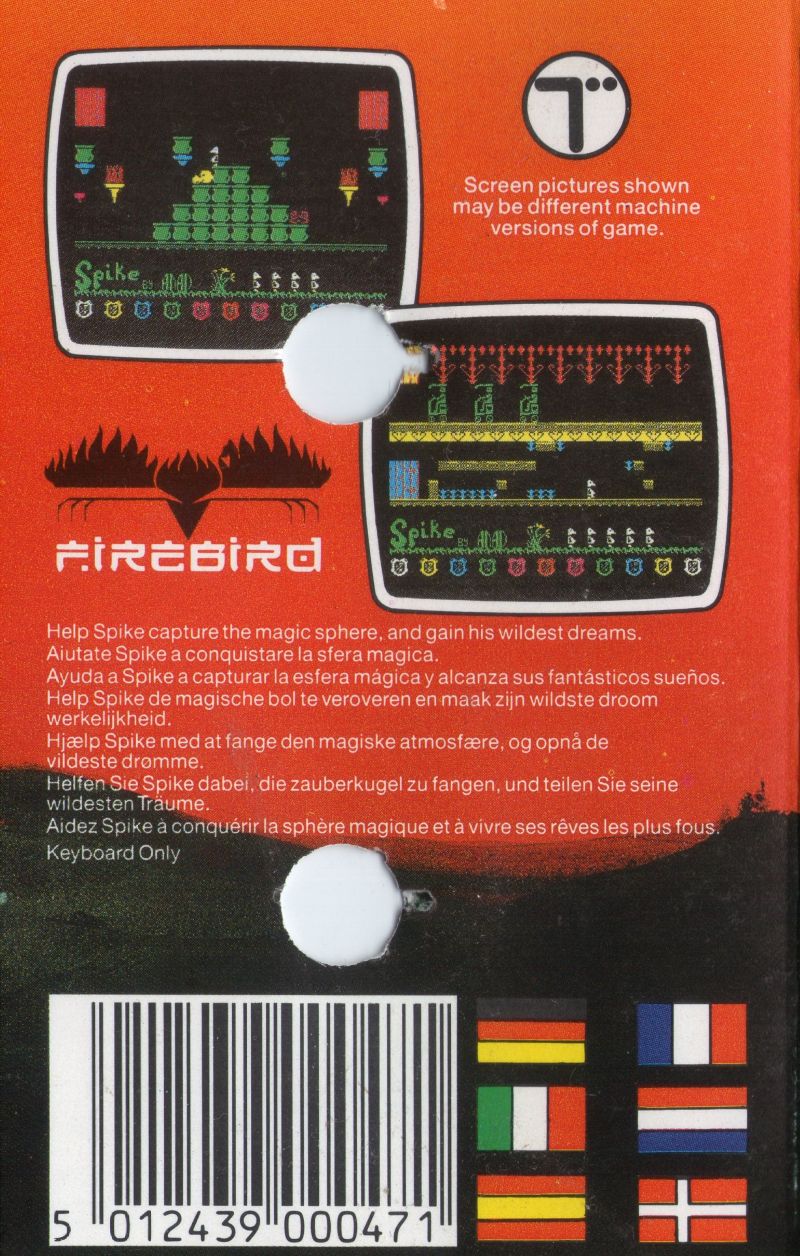 Spike
BY
Screen pictures shown
may be different machine
versions of game.
Spike
BY
FIREBIRD
Help Spike capture the magic sphere, and gain his wildest dreams.
Aiutate Spike a conquistare la sfera magica.
Ayuda a Spike a capturar la esfera mágica y alcanza sus fantásticos sueños.
Help Spike de magische bol te veroveren en maak zijn wildste droom
werkelijkheid.
Hjælp Spike med at fange den magiske atmosfære, og opnå de
vildeste drømme.
Helfen Sie Spike dabei, die zauberkugel zu fangen, und teilen Sie seine
wildesten Träume.
Aidez Spike à conquérir la sphère magique et à vivre ses rêves les plus fous.
Keyboard Only
5 012439 000471